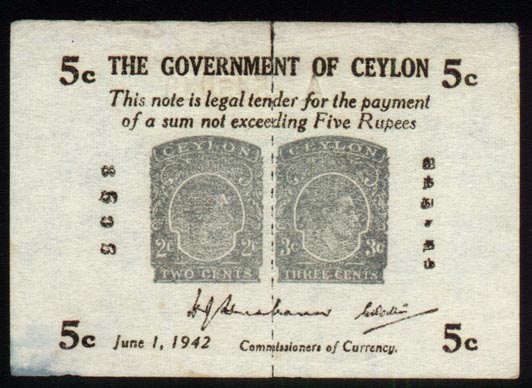 5c THE GOVERNMENT OF CEYLON 5c
This note is legal tender for the payment
of a sum not exceeding Five Rupees
CEYLON CEYLON
2c 2c 3c 3c
TWO CENTS THREE CENTS
5c June 1, 1942 Commissioners of Currency. 5c